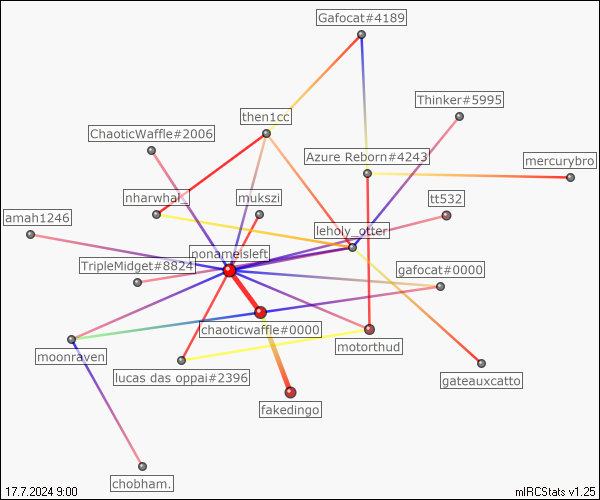 Gafocat#4189
Thinker#5995
then1cc
ChaoticWaffle#2006
Azure Reborn#4243
mercurybro
nharwhal_
mukszi
tt532
amah1246
leholy_otter
nonameisleft
TripleMidget#8824
gafocat#0000
chaoticwaffle#0000
motorthud
moonraven
lucas das oppai#2396
gateauxcatto
fakedingo
chobham.
17.7.2024 9:00
mIRCStats v1.25